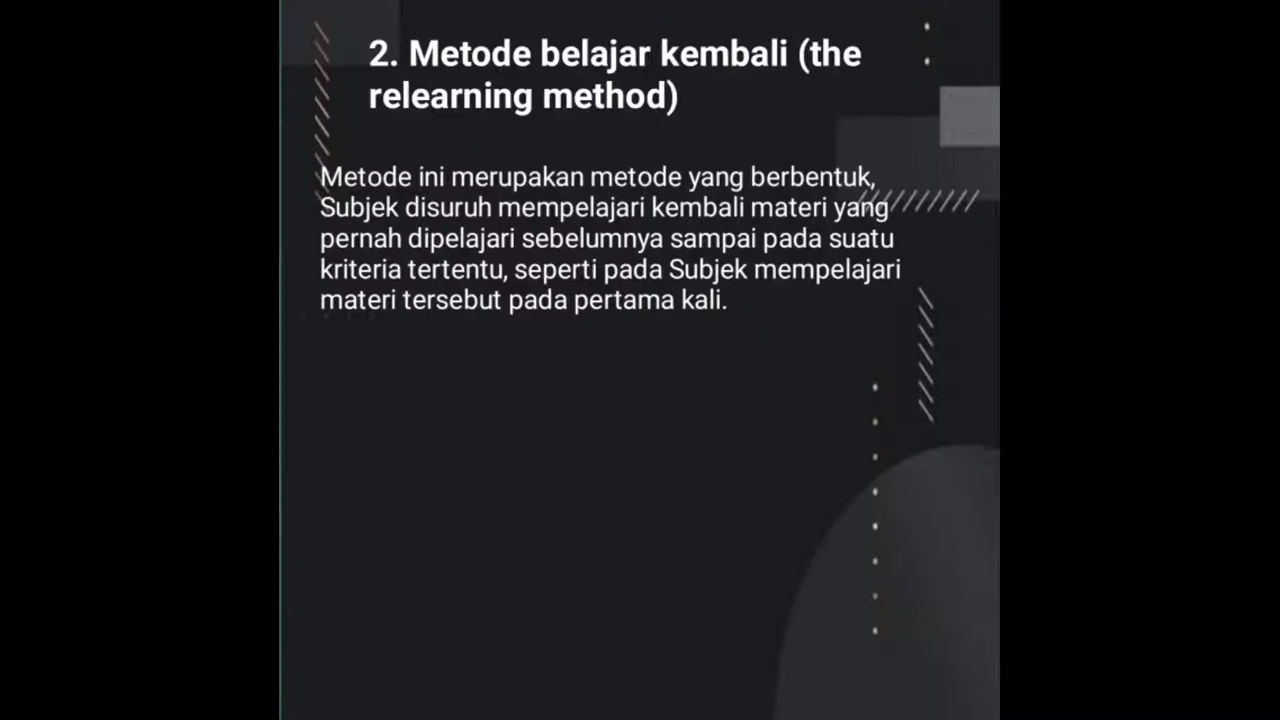 2. Metode belajar kembali (the
relearning method)
Metode ini merupakan metode yang berbentuk,
Subjek disuruh mempelajari kembali materi yang
pernah dipelajari sebelumnya sampai pada suatu
kriteria tertentu, seperti pada Subjek mempelajari
materi tersebut pada pertama kali.